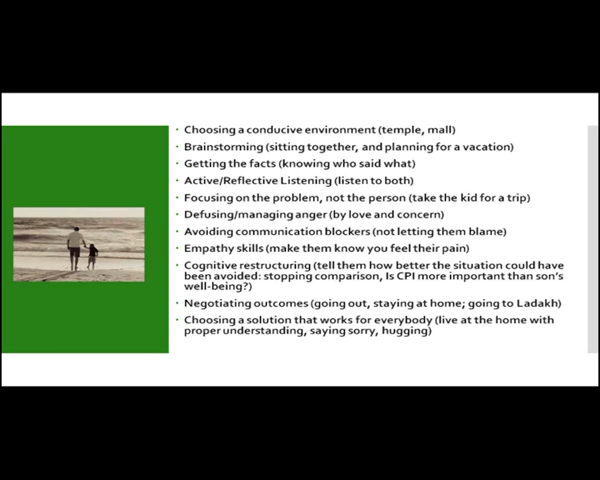 Choosing a conducive environment (temple, mall)
Brainstorming (sitting together, and planning for a vacation)
Getting the facts (knowing who said what)
Active/Reflective Listening (listen to both)
Focusing on the problem, not the person (take the kid for a trip)
Defusing/managing anger (by love and concern)
Avoiding communication blockers (not letting them blame)
Empathy skills (make them know you feel their pain)
Cognitive restructuring (tell them how better the situation could have
been avoided: stopping comparison, Is CPI more important than son's
well-being?)
Negotiating outcomes (going out, staying at home; going to Ladakh)
Choosing a solution that works for everybody (live at the home with
proper understanding, saying sorry, hugging)